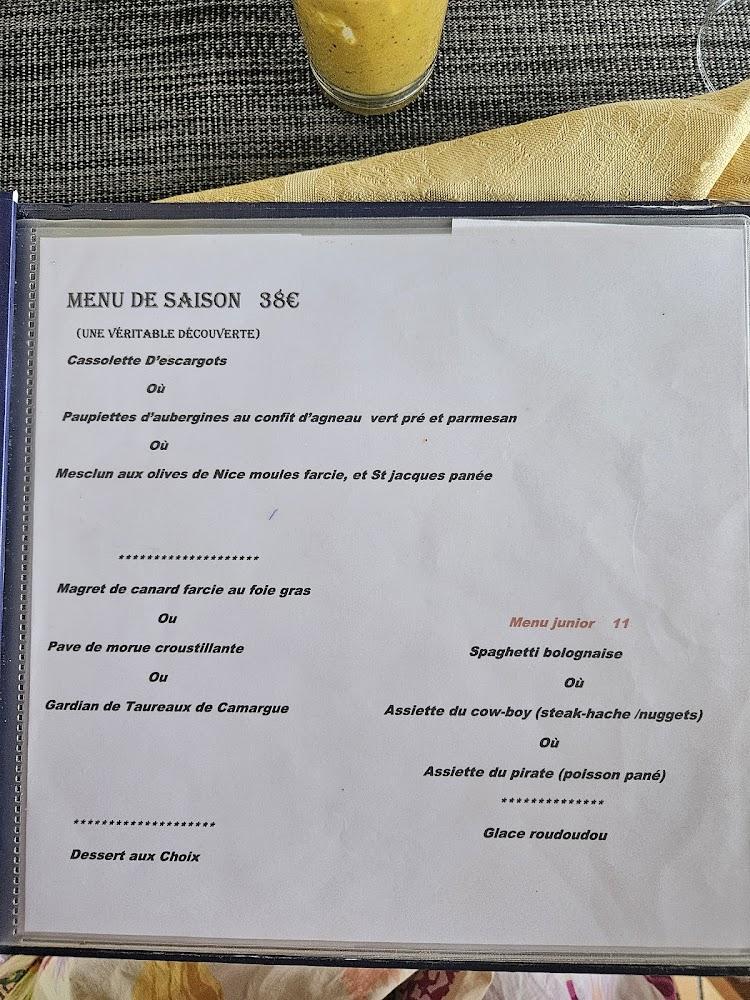 MENU DE SAISON 38€
(UNE VÉRITABLE DÉCOUVERTE)
Cassolette D'escargots
Où
Paupiettes d'aubergines au confit d'agneau vert pré et parmesan
Où
Mesclun aux olives de Nice moules farcie, et St jacques panée
********************
Magret de canard farcie au foie gras
Ou
Pave de morue croustillante
Ou
Gardian de Taureaux de Camargue
********************
Dessert aux Choix
Menu junior 11
Spaghetti bolognaise
Où
Assiette du cow-boy (steak-hache /nuggets)
Où
Assiette du pirate (poisson pané)
**************
Glace roudoudou